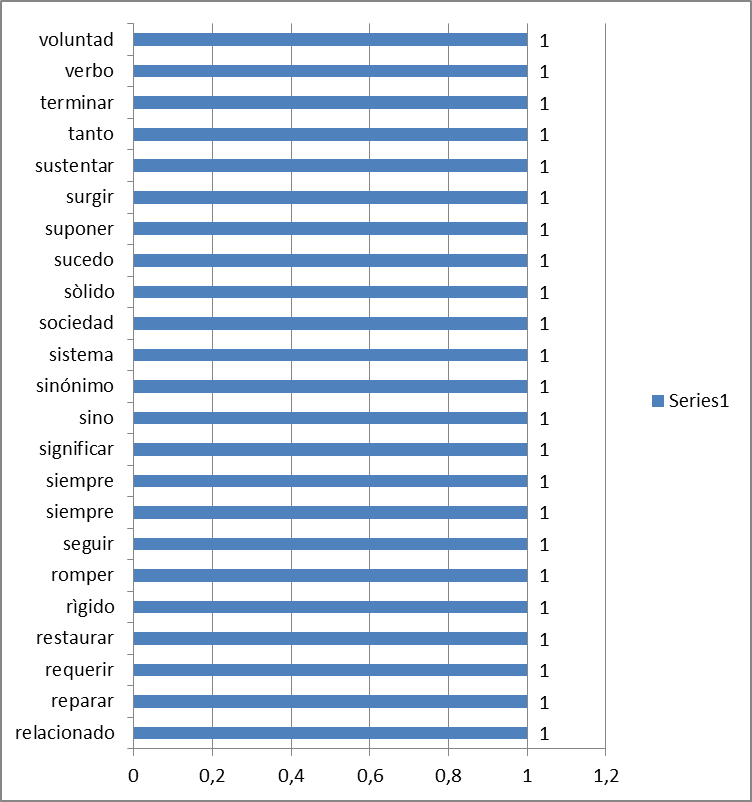 voluntad 1
verbo 1
terminar 1
tanto 1
sustentar 1
surgir 1
suponer 1
sucedo 1
sòlido 1
sociedad 1
sistema 1
sinónimo 1
sino 1
significar 1
siempre 1
siempre 1
seguir 1
romper 1
rìgido 1
restaurar 1
requerir 1
reparar 1
relacionado 1
0 0,2 0,4 0,6 0,8 1 1,2
Series1